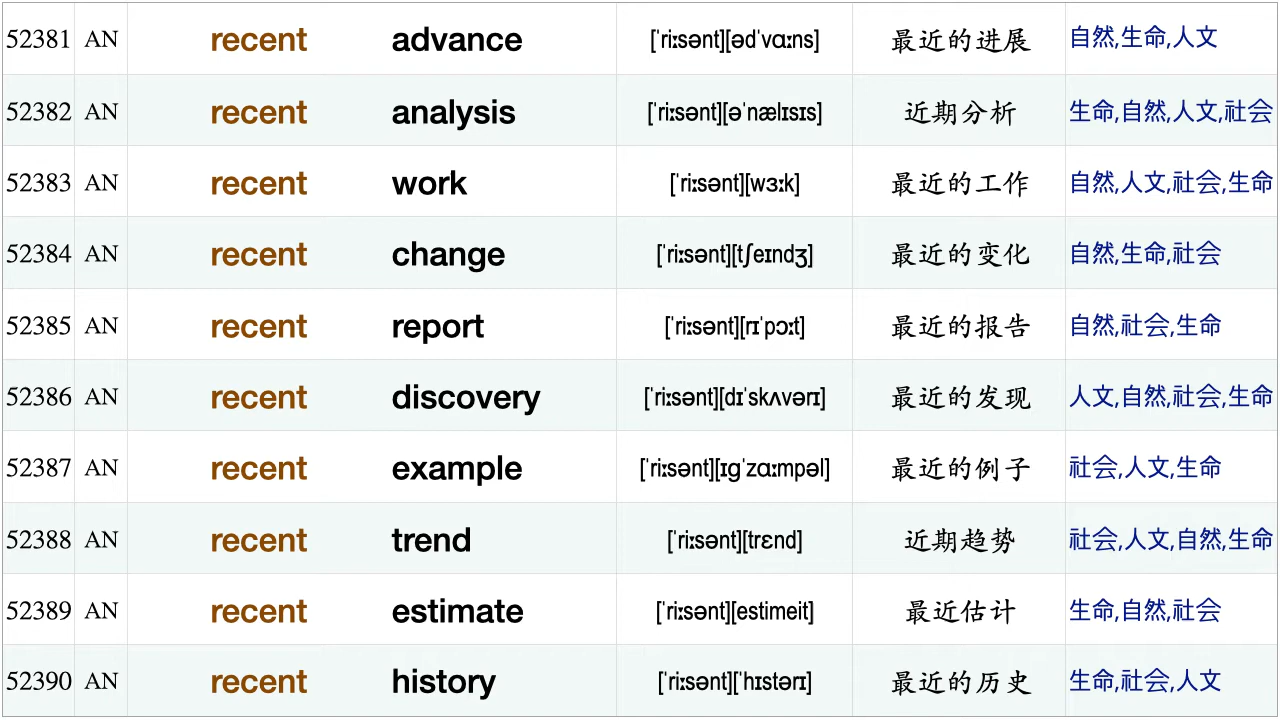 52381 AN recent advance [ˈriːsənt][ədˈvɑːns] 最近的进展 自然,生命,人文
52382 AN recent analysis [ˈriːsənt][əˈnælɪsɪs] 近期分析 生命,自然,人文,社会
52383 AN recent work [ˈriːsənt][wɜːk] 最近的工作 自然,人文,社会,生命
52384 AN recent change [ˈriːsənt][tʃeɪndʒ] 最近的变化 自然,生命,社会
52385 AN recent report [ˈriːsənt][rɪˈpɔːt] 最近的报告 自然,社会,生命
52386 AN recent discovery [ˈriːsənt][dɪˈskʌvərɪ] 最近的发现 人文,自然,社会,生命
52387 AN recent example [ˈriːsənt][ɪɡˈzɑːmpəl] 最近的例子 社会,人文,生命
52388 AN recent trend [ˈriːsənt][trɛnd] 近期趋势 社会,人文,自然,生命
52389 AN recent estimate [ˈriːsənt][estimeit] 最近估计 生命,自然,社会
52390 AN recent history [ˈriːsənt][ˈhɪstərɪ] 最近的历史 生命,社会,人文